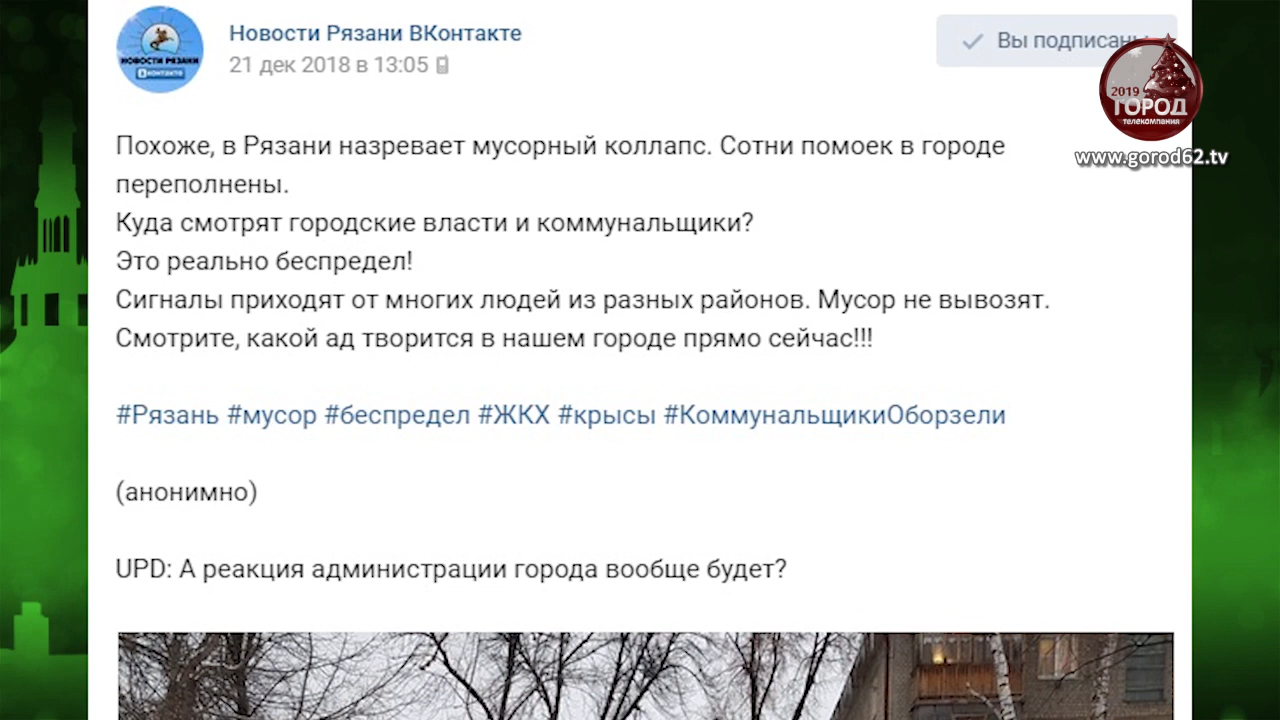 Новости Рязани ВКонтакте
21 дек 2018 в 13:05
Вы подписаны
НОВОСТИ РЯЗАНИ
ВКОНТАКТЕ
2019
ГОРОД
телекомпания
www.gorod62.tv
Похоже, в Рязани назревает мусорный коллапс. Сотни помоек в городе
переполнены.
Куда смотрят городские власти и коммунальщики?
Это реально беспредел!
Сигналы приходят от многих людей из разных районов. Мусор не вывозят.
Смотрите, какой ад творится в нашем городе прямо сейчас!!!
#Рязань #мусор #беспредел #ЖКХ #крысы #КоммунальщикиОборзели
(анонимно)
UPD: А реакция администрации города вообще будет?